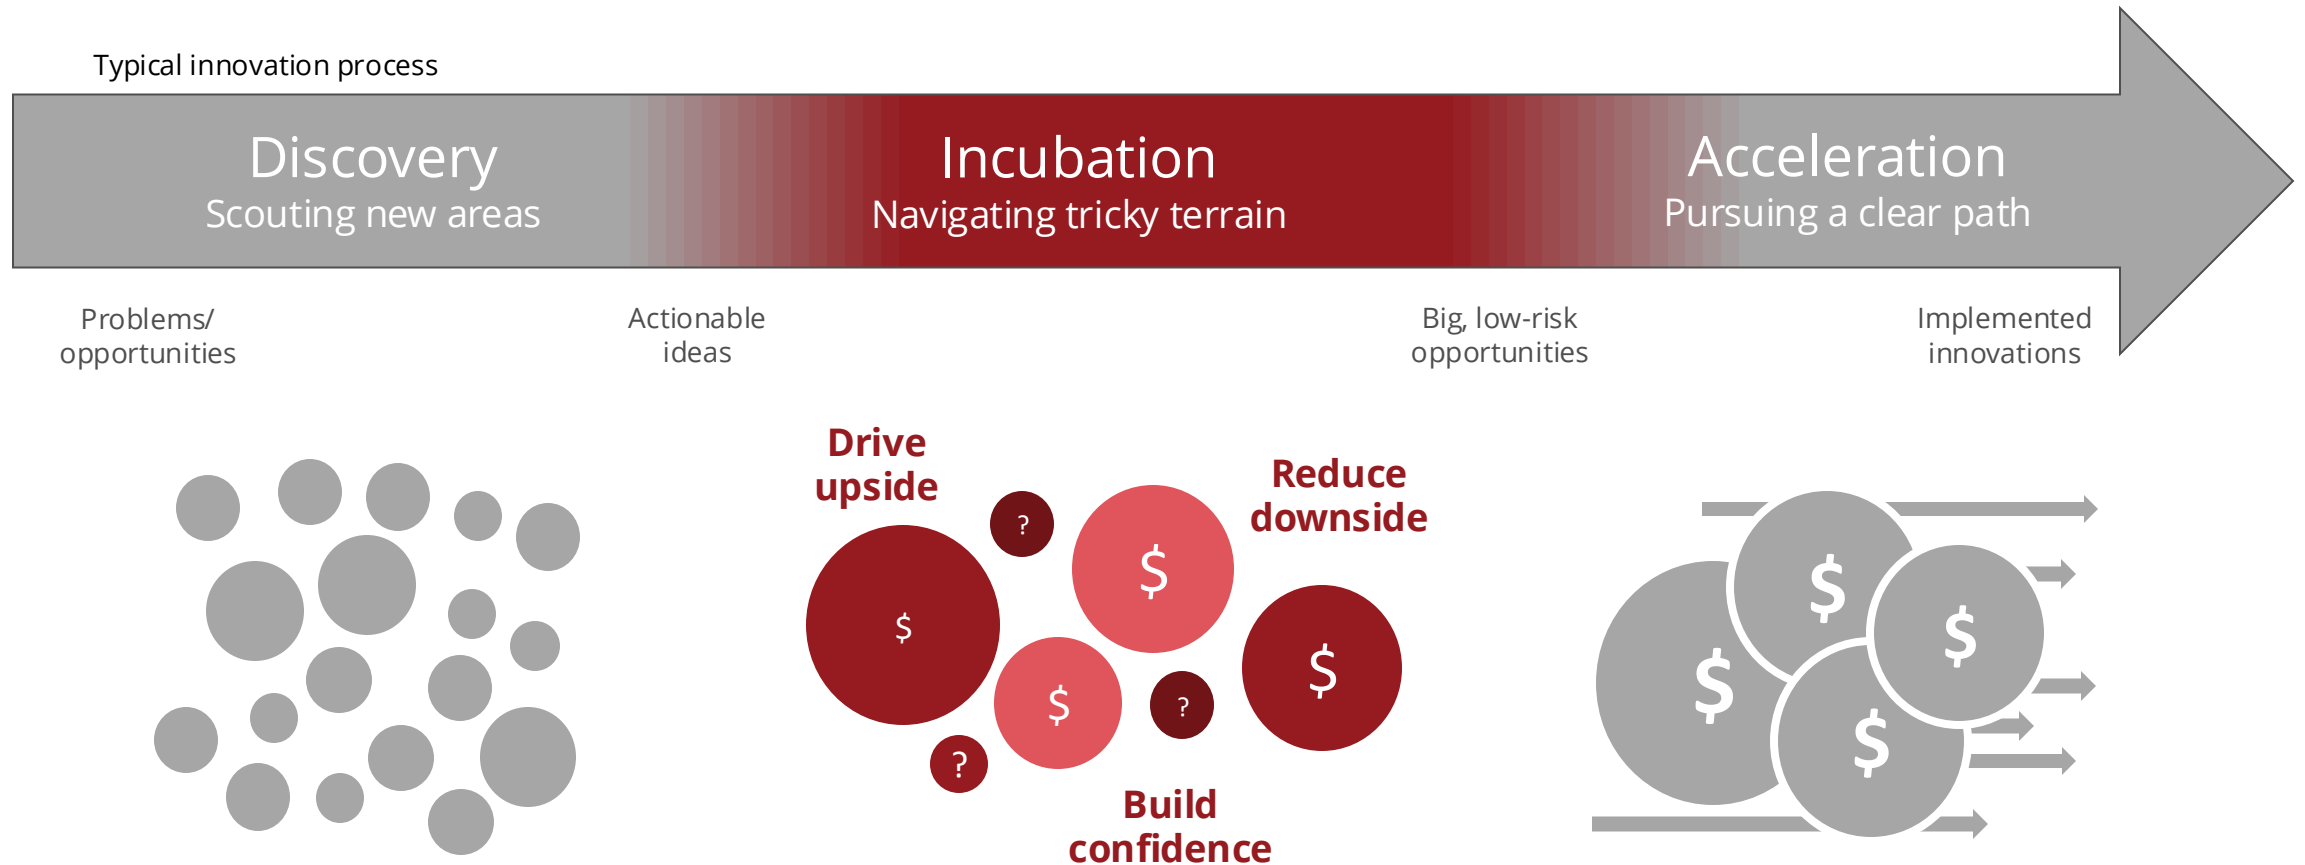 Typical innovation process
Discovery
Scouting new areas
Incubation
Navigating tricky terrain
Acceleration
Pursuing a clear path
Problems/
opportunities
Actionable
ideas
Big, low-risk
opportunities
Implemented
innovations
Drive
upside
Reduce
downside
?
$
$
$
$
?
?
Build
confidence
$
$
$
$